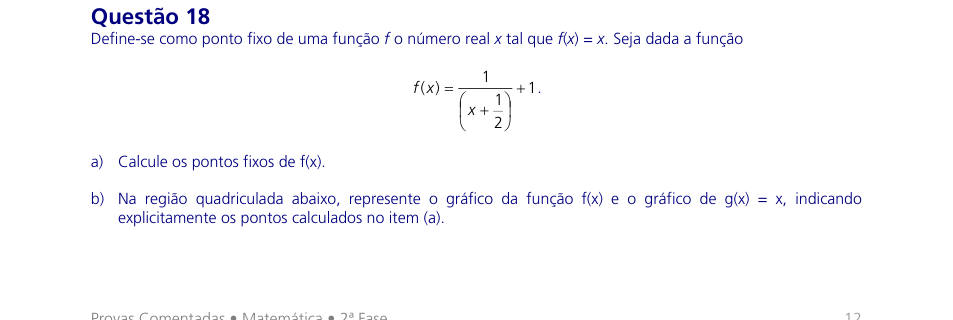 Questão 18
Define-se como ponto fixo de uma função f o número real x tal que f(x) = x. Seja dada a função
f(x) = 1 / (x + 1/2) + 1.
a) Calcule os pontos fixos de f(x).
b) Na região quadriculada abaixo, represente o gráfico da função f(x) e o gráfico de g(x) = x, indicando
explicitamente os pontos calculados no item (a).
Provas Comentadas • Matemática • 2ª Fase 12